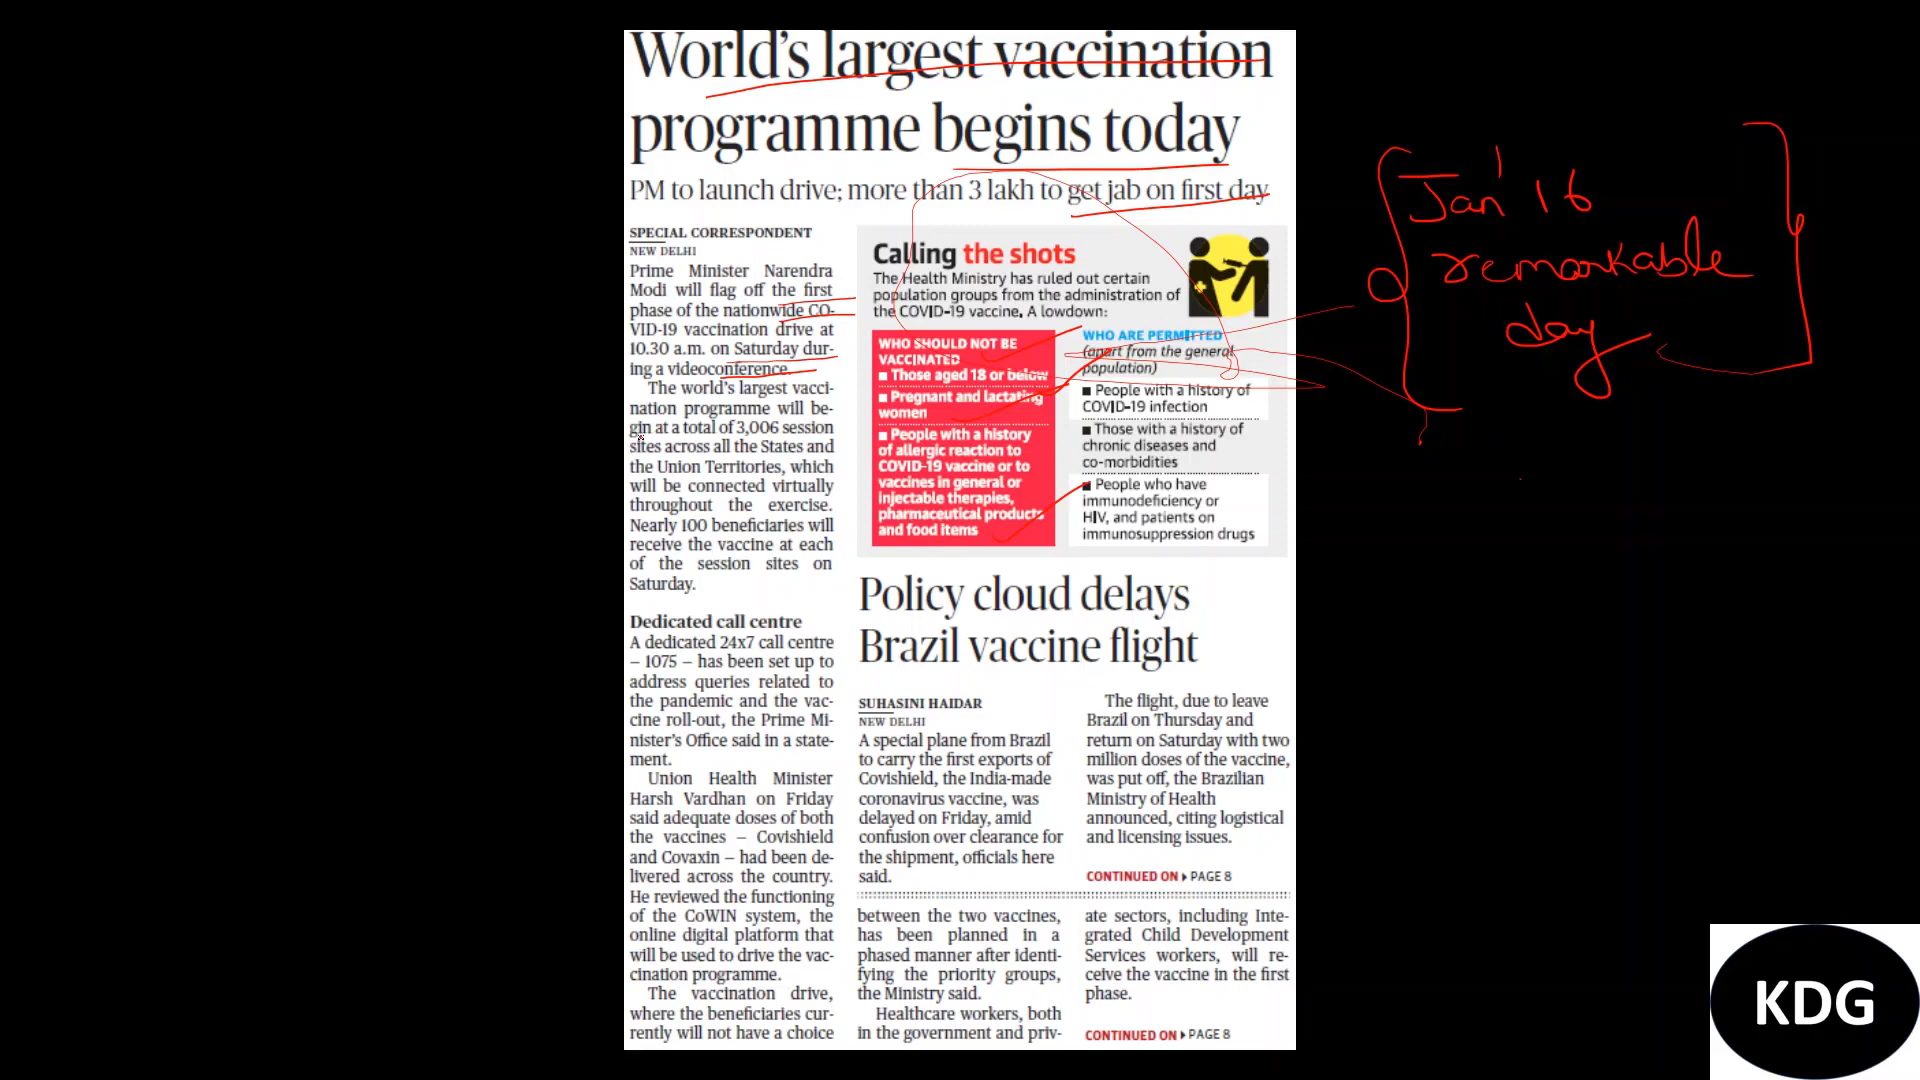 World's largest vaccination
programme begins today
PM to launch drive; more than 3 lakh to get jab on first day
SPECIAL CORRESPONDENT
NEW DELHI
Prime Minister Narendra
Modi will flag off the first
phase of the nationwide CO-
VID-19 vaccination drive at
10.30 a.m. on Saturday dur-
ing a videoconference.
The world's largest vacci-
nation programme will be-
gin at a total of 3,006 session
sites across all the States and
the Union Territories, which
will be connected virtually
throughout the exercise.
Nearly 100 beneficiaries will
receive the vaccine at each
of the session sites on
Saturday.
Dedicated call centre
A dedicated 24x7 call centre
– 1075 – has been set up to
address queries related to
the pandemic and the vac-
cine roll-out, the Prime Mi-
nister's Office said in a state-
ment.
Union Health Minister
Harsh Vardhan on Friday
said adequate doses of both
the vaccines – Covishield
and Covaxin – had been de-
livered across the country.
He reviewed the functioning
of the CoWIN system, the
online digital platform that
will be used to drive the vac-
cination programme.
The vaccination drive,
where the beneficiaries cur-
rently will not have a choice
Calling the shots
The Health Ministry has ruled out certain
population groups from the administration of
the COVID-19 vaccine. A lowdown:
WHO SHOULD NOT BE
VACCINATED
■ Those aged 18 or below
■ Pregnant and lactating
women
■ People with a history
of allergic reaction to
COVID-19 vaccine or to
vaccines in general or
injectable therapies,
pharmaceutical products
and food items
WHO ARE PERMITTED
(apart from the general
population)
■ People with a history of
COVID-19 infection
■ Those with a history of
chronic diseases and
co-morbidities
■ People who have
immunodeficiency or
HIV, and patients on
immunosuppression drugs
Policy cloud delays
Brazil vaccine flight
SUHASINI HAIDAR
NEW DELHI
A special plane from Brazil
to carry the first exports of
Covishield, the India-made
coronavirus vaccine, was
delayed on Friday, amid
confusion over clearance for
the shipment, officials here
said.
The flight, due to leave
Brazil on Thursday and
return on Saturday with two
million doses of the vaccine,
was put off, the Brazilian
Ministry of Health
announced, citing logistical
and licensing issues.
CONTINUED ON ▸ PAGE 8
between the two vaccines,
has been planned in a
phased manner after identi-
fying the priority groups,
the Ministry said.
Healthcare workers, both
in the government and priv-
ate sectors, including Inte-
grated Child Development
Services workers, will re-
ceive the vaccine in the first
phase.
CONTINUED ON ▸ PAGE 8
Jan' 16
remarkable
day
KDG